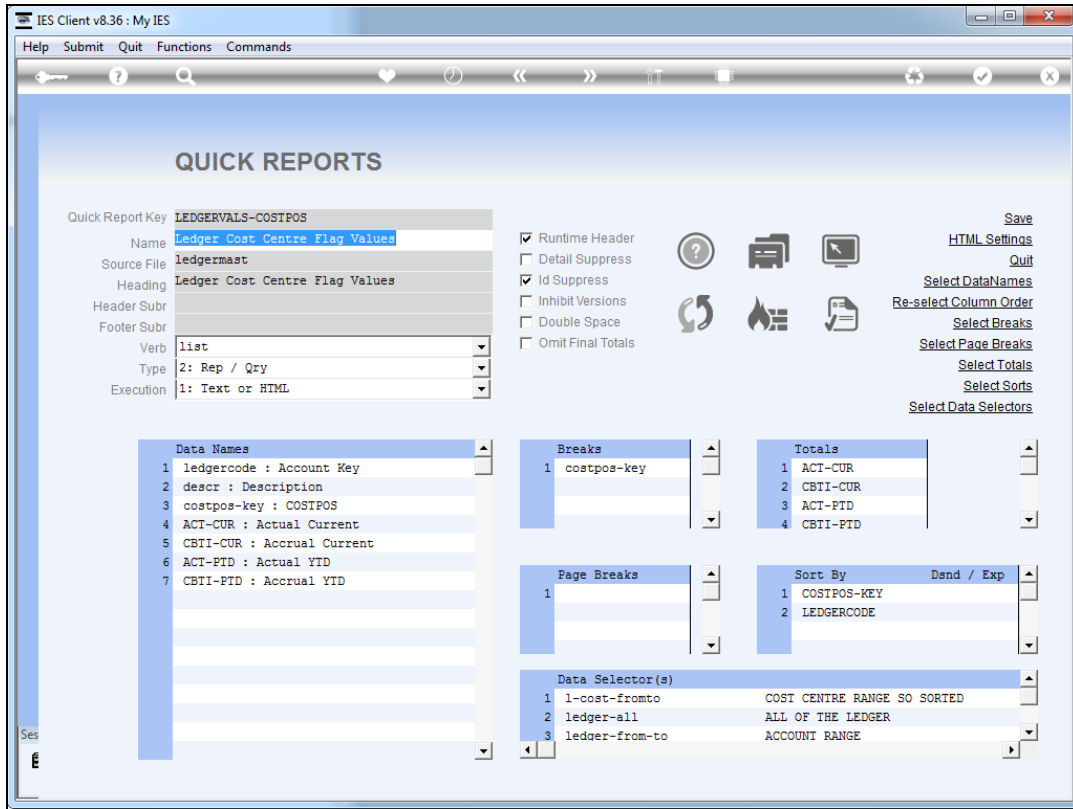 IES Client v8.36 : My IES
Help Submit Quit Functions Commands
QUICK REPORTS
Quick Report Key LEDGERVALS-COSTPOS
Name Ledger Cost Centre Flag Values
Source File ledgermast
Heading Ledger Cost Centre Flag Values
Header Subr
Footer Subr
Verb list
Type 2: Rep / Qry
Execution 1: Text or HTML
Runtime Header
Detail Suppress
Id Suppress
Inhibit Versions
Double Space
Omit Final Totals
Save
HTML Settings
Quit
Select DataNames
Re-select Column Order
Select Breaks
Select Page Breaks
Select Totals
Select Sorts
Select Data Selectors
Data Names
1 ledgercode : Account Key
2 descr : Description
3 costpos-key : COSTPOS
4 ACT-CUR : Actual Current
5 CBTI-CUR : Accrual Current
6 ACT-PTD : Actual YTD
7 CBTI-PTD : Accrual YTD
Breaks
1 costpos-key
Totals
1 ACT-CUR
2 CBTI-CUR
3 ACT-PTD
4 CBTI-PTD
Page Breaks
1
Sort By Dsnd / Exp
1 COSTPOS-KEY
2 LEDGERCODE
Data Selector(s)
1 l-cost-fromto COST CENTRE RANGE SO SORTED
2 ledger-all ALL OF THE LEDGER
3 ledger-from-to ACCOUNT RANGE
Ses